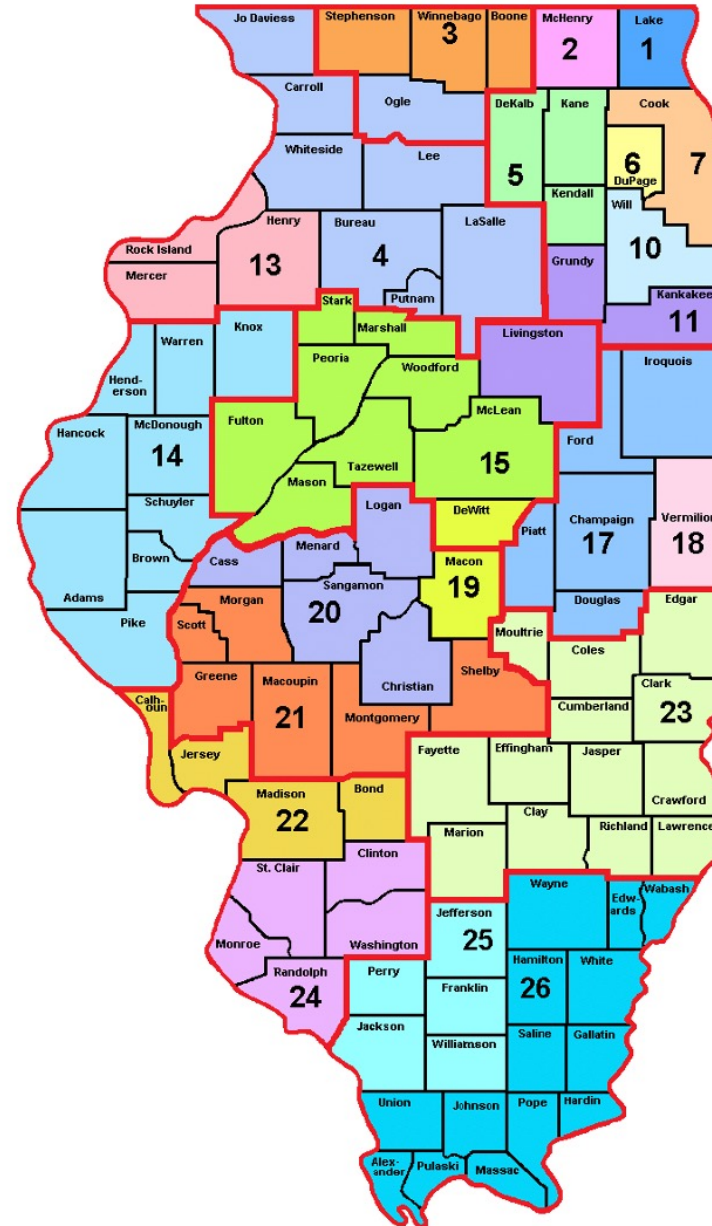 Jo Daviess
Stephenson
Winnebago
Boone
McHenry
Lake
3
2
1
Carroll
Ogle
DeKalb
Kane
Cook
Whiteside
Lee
5
6
7
DuPage
Kendall
Will
Rock Island
Henry
Bureau
LaSalle
13
4
10
Mercer
Putnam
Grundy
Kankakee
11
Stark
Marshall
Knox
Warren
Livingston
Peoria
Iroquois
Hend-
erson
Woodford
McLean
Hancock
McDonough
Fulton
Ford
14
Tazewell
15
Mason
Schuyler
Logan
DeWitt
Piatt
Champaign
Vermilion
17
18
Brown
Menard
Cass
Sangamon
Macon
19
Adams
Morgan
20
Douglas
Edgar
Pike
Scott
Moultrie
Coles
Greene
Macoupin
Christian
Shelby
Clark
Calh-
oun
21
Montgomery
Cumberland
23
Jersey
Fayette
Effingham
Jasper
Madison
Bond
Crawford
22
Clay
Marion
Richland
Lawrence
Clinton
St. Clair
Wayne
Edw-
ards
Wabash
Jefferson
25
Monroe
Washington
Randolph
24
Perry
Hamilton
26
White
Franklin
Jackson
Williamson
Saline
Gallatin
Union
Johnson
Pope
Hardin
Alex-
ander
Pulaski
Massac